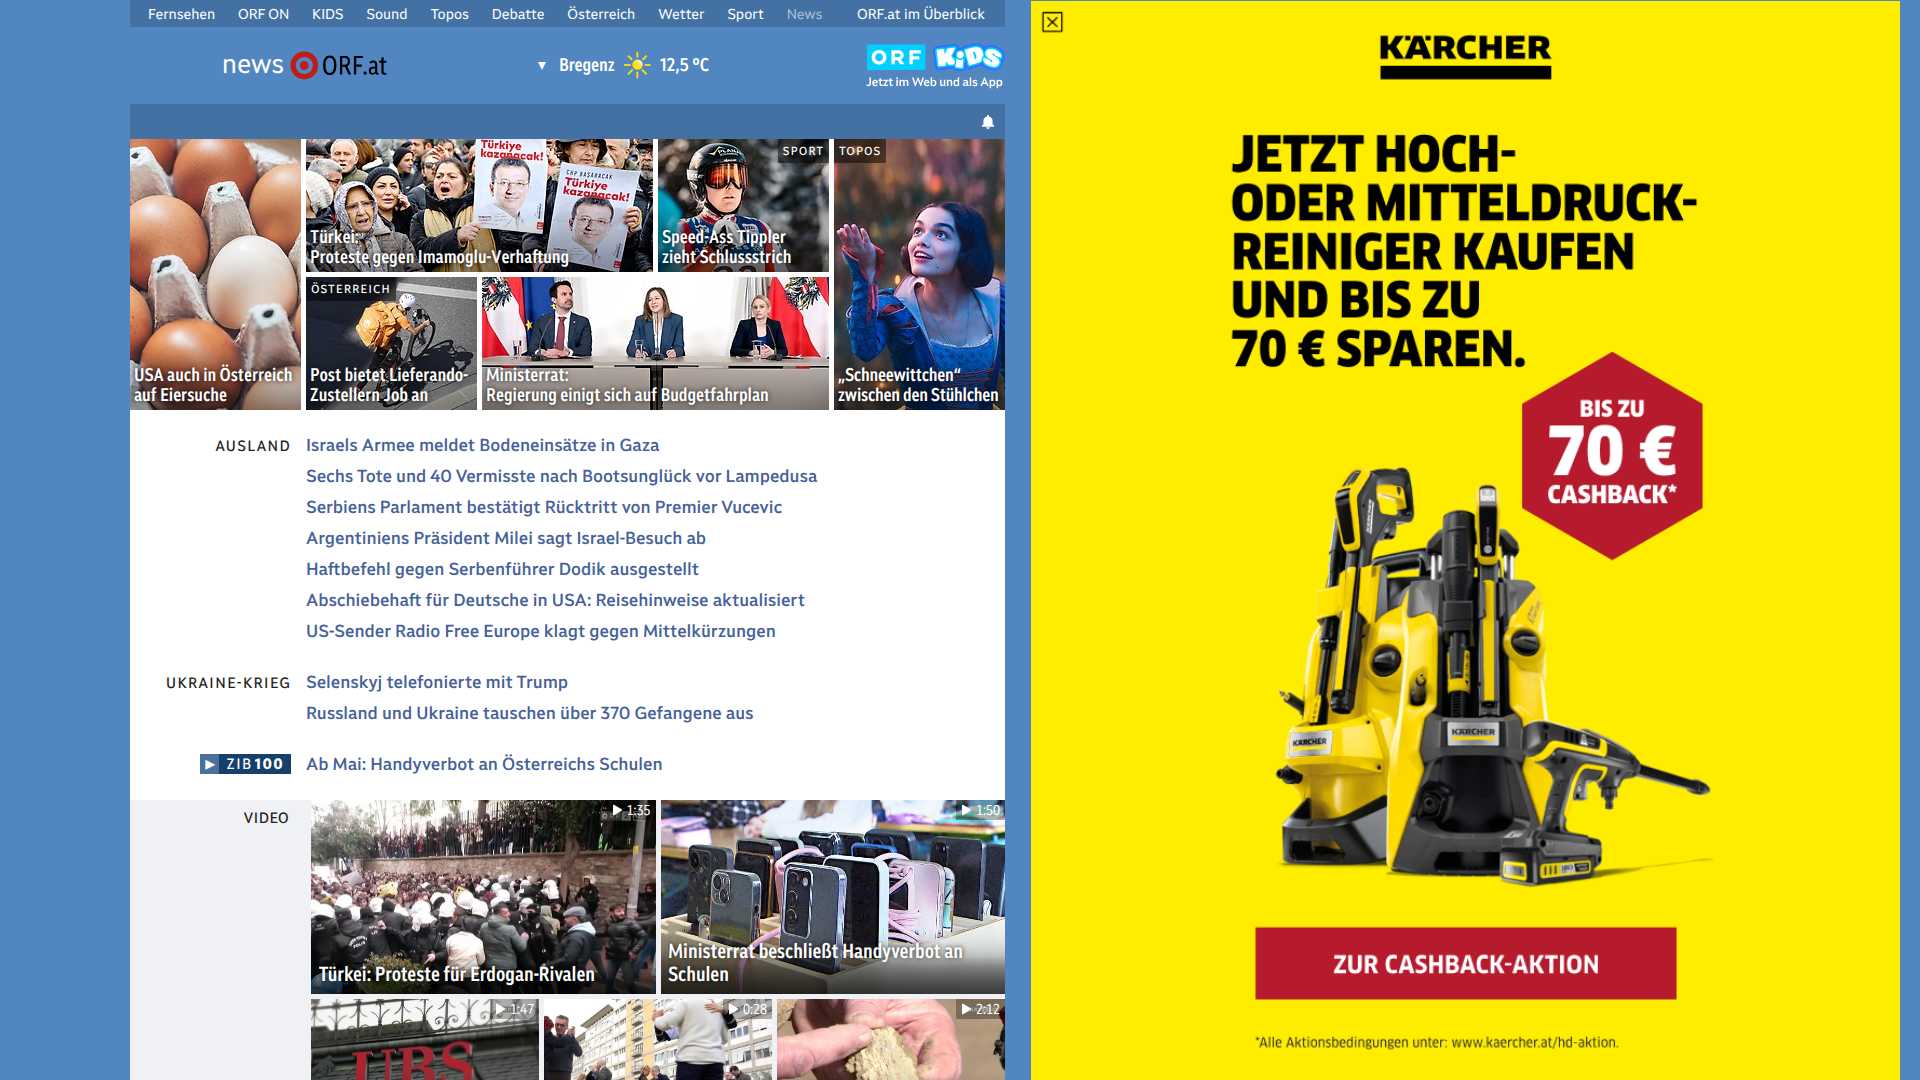 Fernsehen ORF ON KIDS Sound Topos Debatte Österreich Wetter Sport News ORF.at im Überblick
news ORF.at
▼ Bregenz 12,5 °C
ORF KiDS
Jetzt im Web und als App
USA auch in Österreich
auf Eiersuche
Türkiye
kazanacak!
CHP BAŞARACAK
Türkiye
kazanacak!
Türkei:
Proteste gegen Imamoglu-Verhaftung
SPORT
Speed-Ass Tippler
zieht Schlussstrich
TOPOS
„Schneewittchen“
zwischen den Stühlchen
ÖSTERREICH
Post bietet Lieferando-
Zustellern Job an
Ministerrat:
Regierung einigt sich auf Budgetfahrplan
AUSLAND
Israels Armee meldet Bodeneinsätze in Gaza
Sechs Tote und 40 Vermisste nach Bootsunglück vor Lampedusa
Serbiens Parlament bestätigt Rücktritt von Premier Vucevic
Argentiniens Präsident Milei sagt Israel-Besuch ab
Haftbefehl gegen Serbenführer Dodik ausgestellt
Abschiebehaft für Deutsche in USA: Reisehinweise aktualisiert
US-Sender Radio Free Europe klagt gegen Mittelkürzungen
UKRAINE-KRIEG
Selenskyj telefonierte mit Trump
Russland und Ukraine tauschen über 370 Gefangene aus
ZIB100
Ab Mai: Handyverbot an Österreichs Schulen
VIDEO
1:35
Türkei: Proteste für Erdogan-Rivalen
1:50
Ministerrat beschließt Handyverbot an
Schulen
1:47
UBS
0:28
2:12
KÄRCHER
JETZT HOCH-
ODER MITTELDRUCK-
REINIGER KAUFEN
UND BIS ZU
70 € SPAREN.
BIS ZU
70 €
CASHBACK*
KÄRCHER
KÄRCHER
ZUR CASHBACK-AKTION
*Alle Aktionsbedingungen unter: www.kaercher.at/hd-aktion.